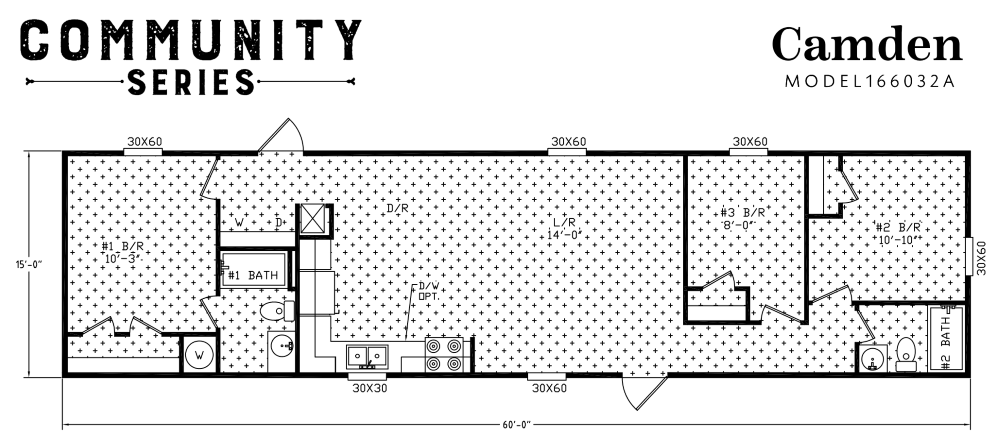 COMMUNITY
SERIES
Camden
MODEL166032A
30X60
30X60
30X60
W D
D/R
L/R
14'-0"
#3 B/R
8'-0"
#2 B/R
10'-10"
#1 B/R
10'-3"
15'-0"
30X60
#1 BATH
D/W
OPT.
W
#2 BATH
30X30
30X60
60'-0"